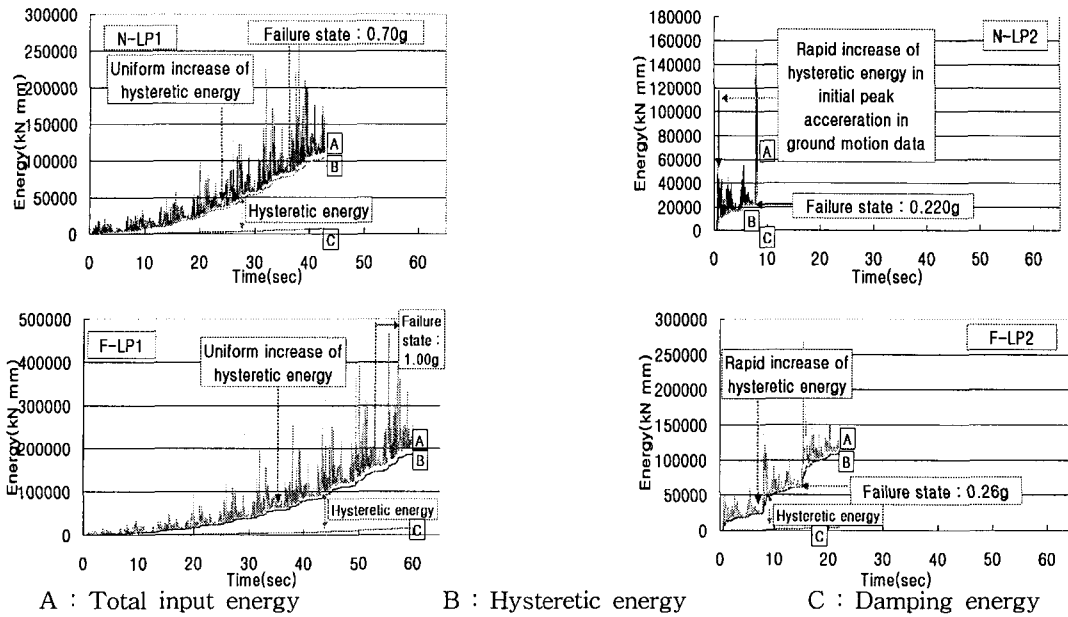 N-LP1
Failure state : 0.70g
Uniform increase of
hysteretic energy
Hysteretic energy
A
B
C
Energy(kN mm)
300000
250000
200000
150000
100000
50000
0
0 10 20 30 40 50 60
Time(sec)
N-LP2
Rapid increase of
hysteretic energy in
initial peak
acceration in
ground motion data
Failure state : 0.220g
A
B
C
Energy(kN mm)
180000
160000
140000
120000
100000
80000
60000
40000
20000
0
0 10 20 30 40 50 60
Time(sec)
F-LP1
Uniform increase of
hysteretic energy
Failure
state :
1.00g
Hysteretic energy
A
B
C
Energy(kN mm)
500000
400000
300000
200000
100000
0
0 10 20 30 40 50 60
Time(sec)
F-LP2
Rapid increase of
hysteretic energy
Failure state : 0.26g
Hysteretic energy
A
B
C
Energy(kN mm)
300000
250000
200000
150000
100000
50000
0
0 10 20 30 40 50 60
Time(sec)
A : Total input energy B : Hysteretic energy C : Damping energy